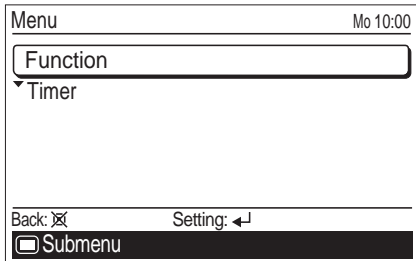 Menu Mo 10:00
Function
Timer
Back: Setting:
Submenu